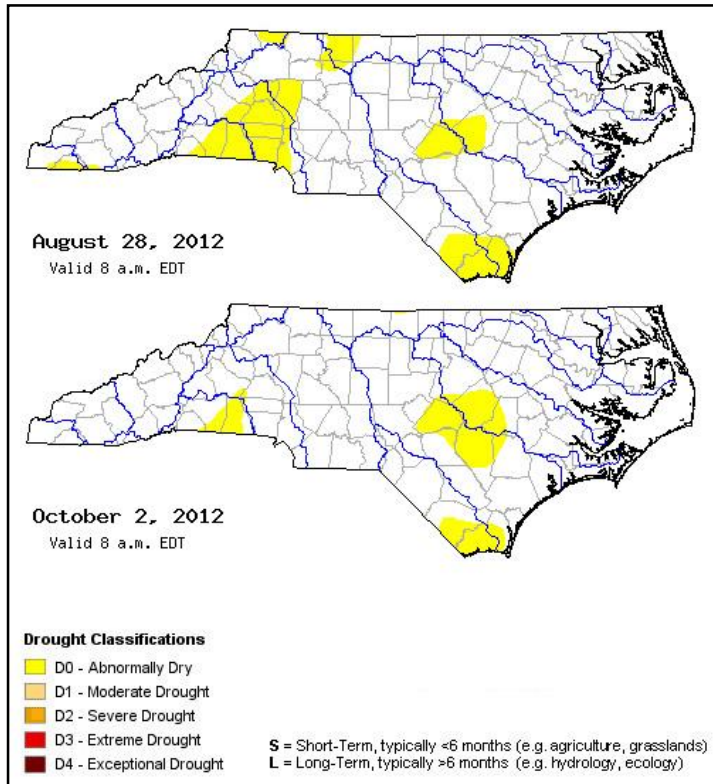 August 28, 2012
Valid 8 a.m. EDT
October 2, 2012
Valid 8 a.m. EDT
Drought Classifications
D0 - Abnormally Dry
D1 - Moderate Drought
D2 - Severe Drought
D3 - Extreme Drought
D4 - Exceptional Drought
S = Short-Term, typically <6 months (e.g. agriculture, grasslands)
L = Long-Term, typically >6 months (e.g. hydrology, ecology)